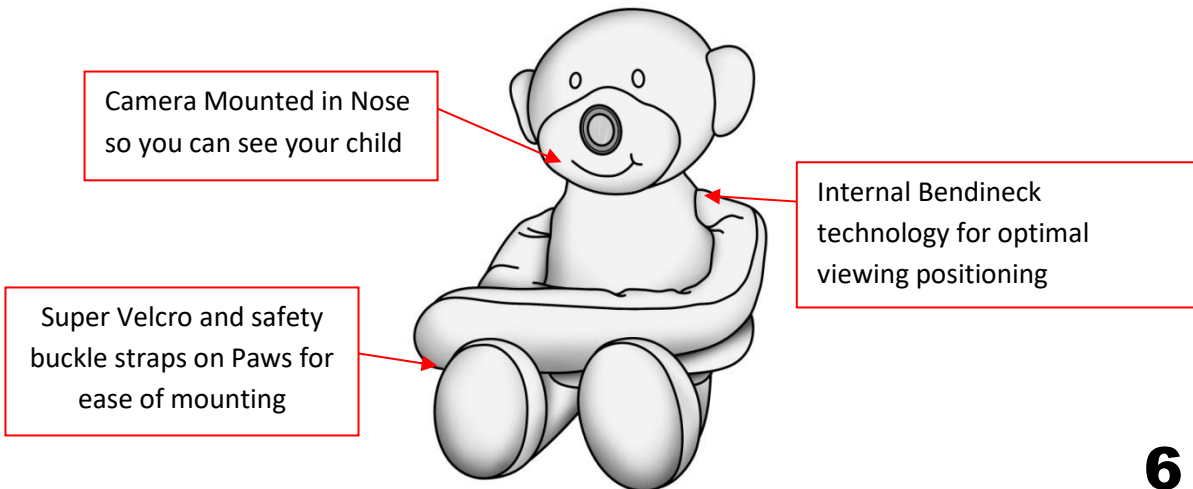 Camera Mounted in Nose
so you can see your child
Internal Bendineck
technology for optimal
viewing positioning
Super Velcro and safety
buckle straps on Paws for
ease of mounting
6